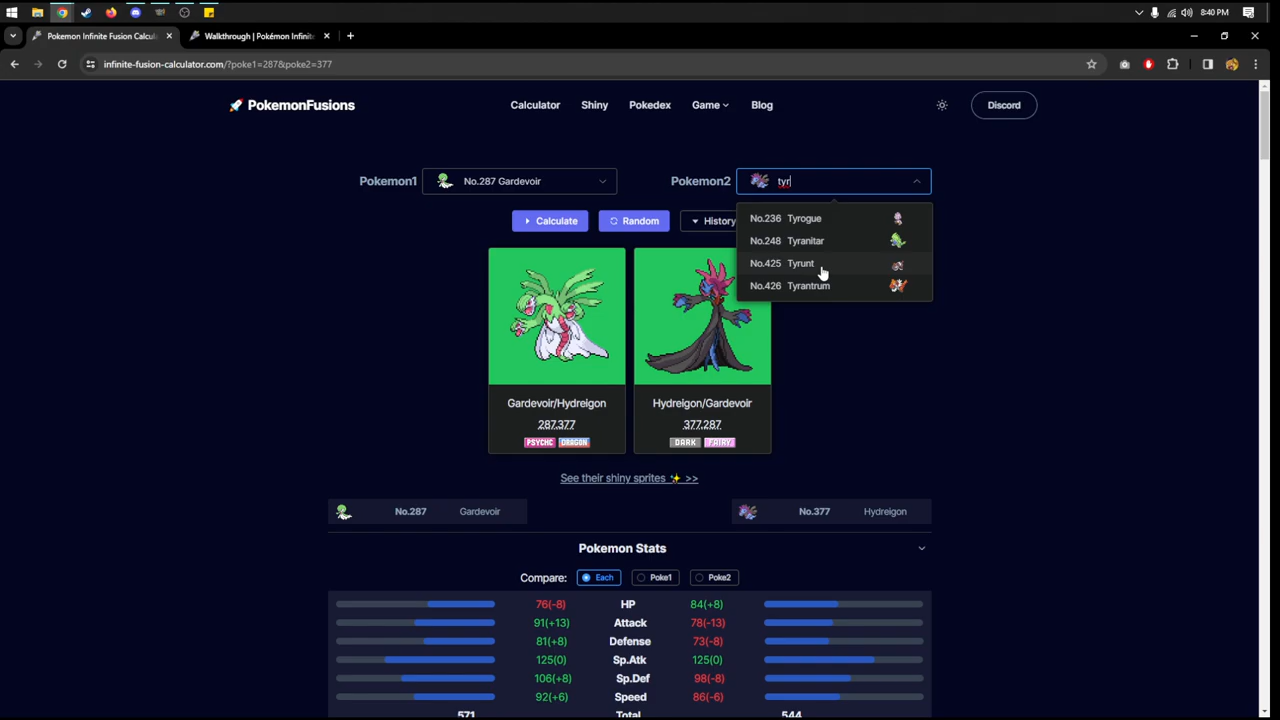 8:40 PM
Pokemon Infinite Fusion Calcul
Walkthrough | Pokémon Infinite
infinite-fusion-calculator.com/?poke1=287&poke2=377
PokemonFusions
Calculator Shiny Pokedex Game Blog
Discord
Pokemon1 No.287 Gardevoir
Pokemon2 tyr
Calculate Random History
No.236 Tyrogue
No.248 Tyranitar
No.425 Tyrunt
No.426 Tyrantrum
Gardevoir/Hydreigon
287.377
PSYCHC DRAGON
Hydreigon/Gardevoir
377.287
DARK FAIRY
See their shiny sprites ✨ >>
No.287 Gardevoir
No.377 Hydreigon
Pokemon Stats
Compare: Each Poke1 Poke2
76(-8) HP 84(+8)
91(+13) Attack 78(-13)
81(+8) Defense 73(-8)
125(0) Sp.Atk 125(0)
106(+8) Sp.Def 98(-8)
92(+6) Speed 86(-6)
571 Total 544